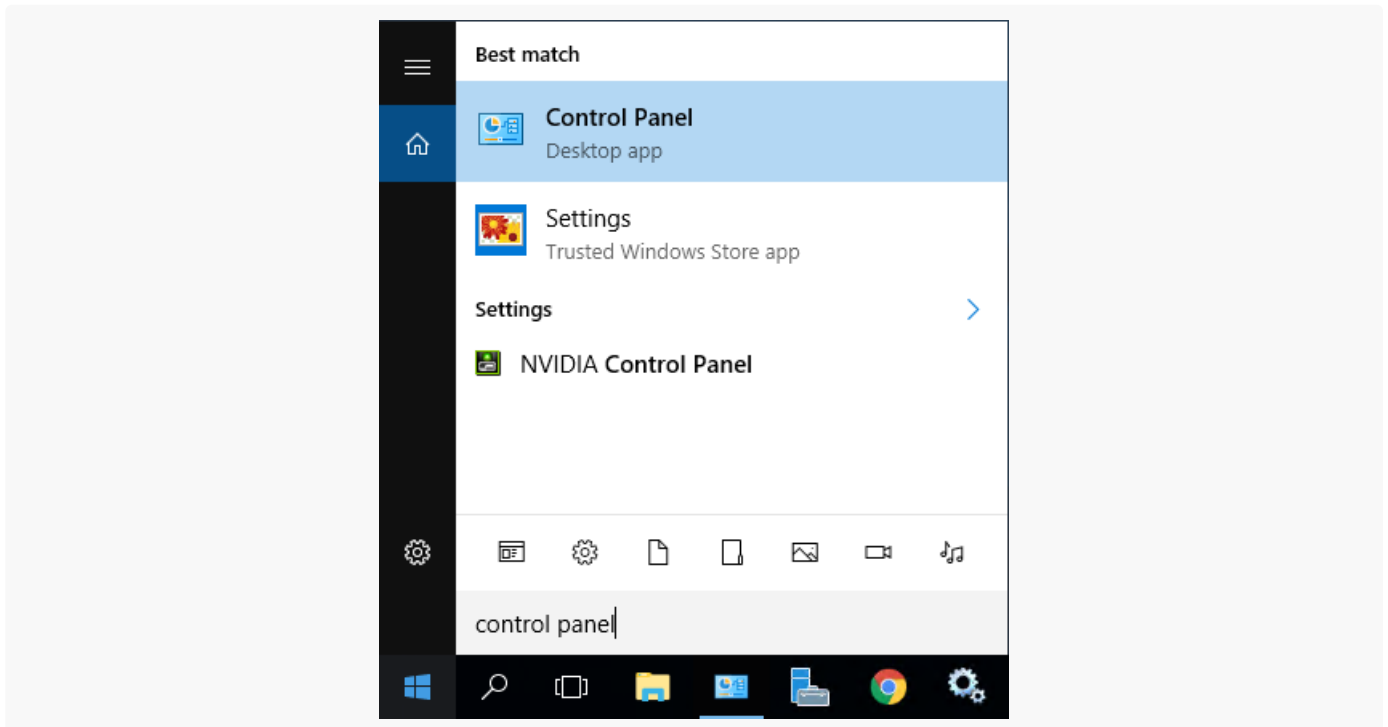 Best match
Control Panel
Desktop app
Settings
Trusted Windows Store app
Settings
NVIDIA Control Panel
control panel